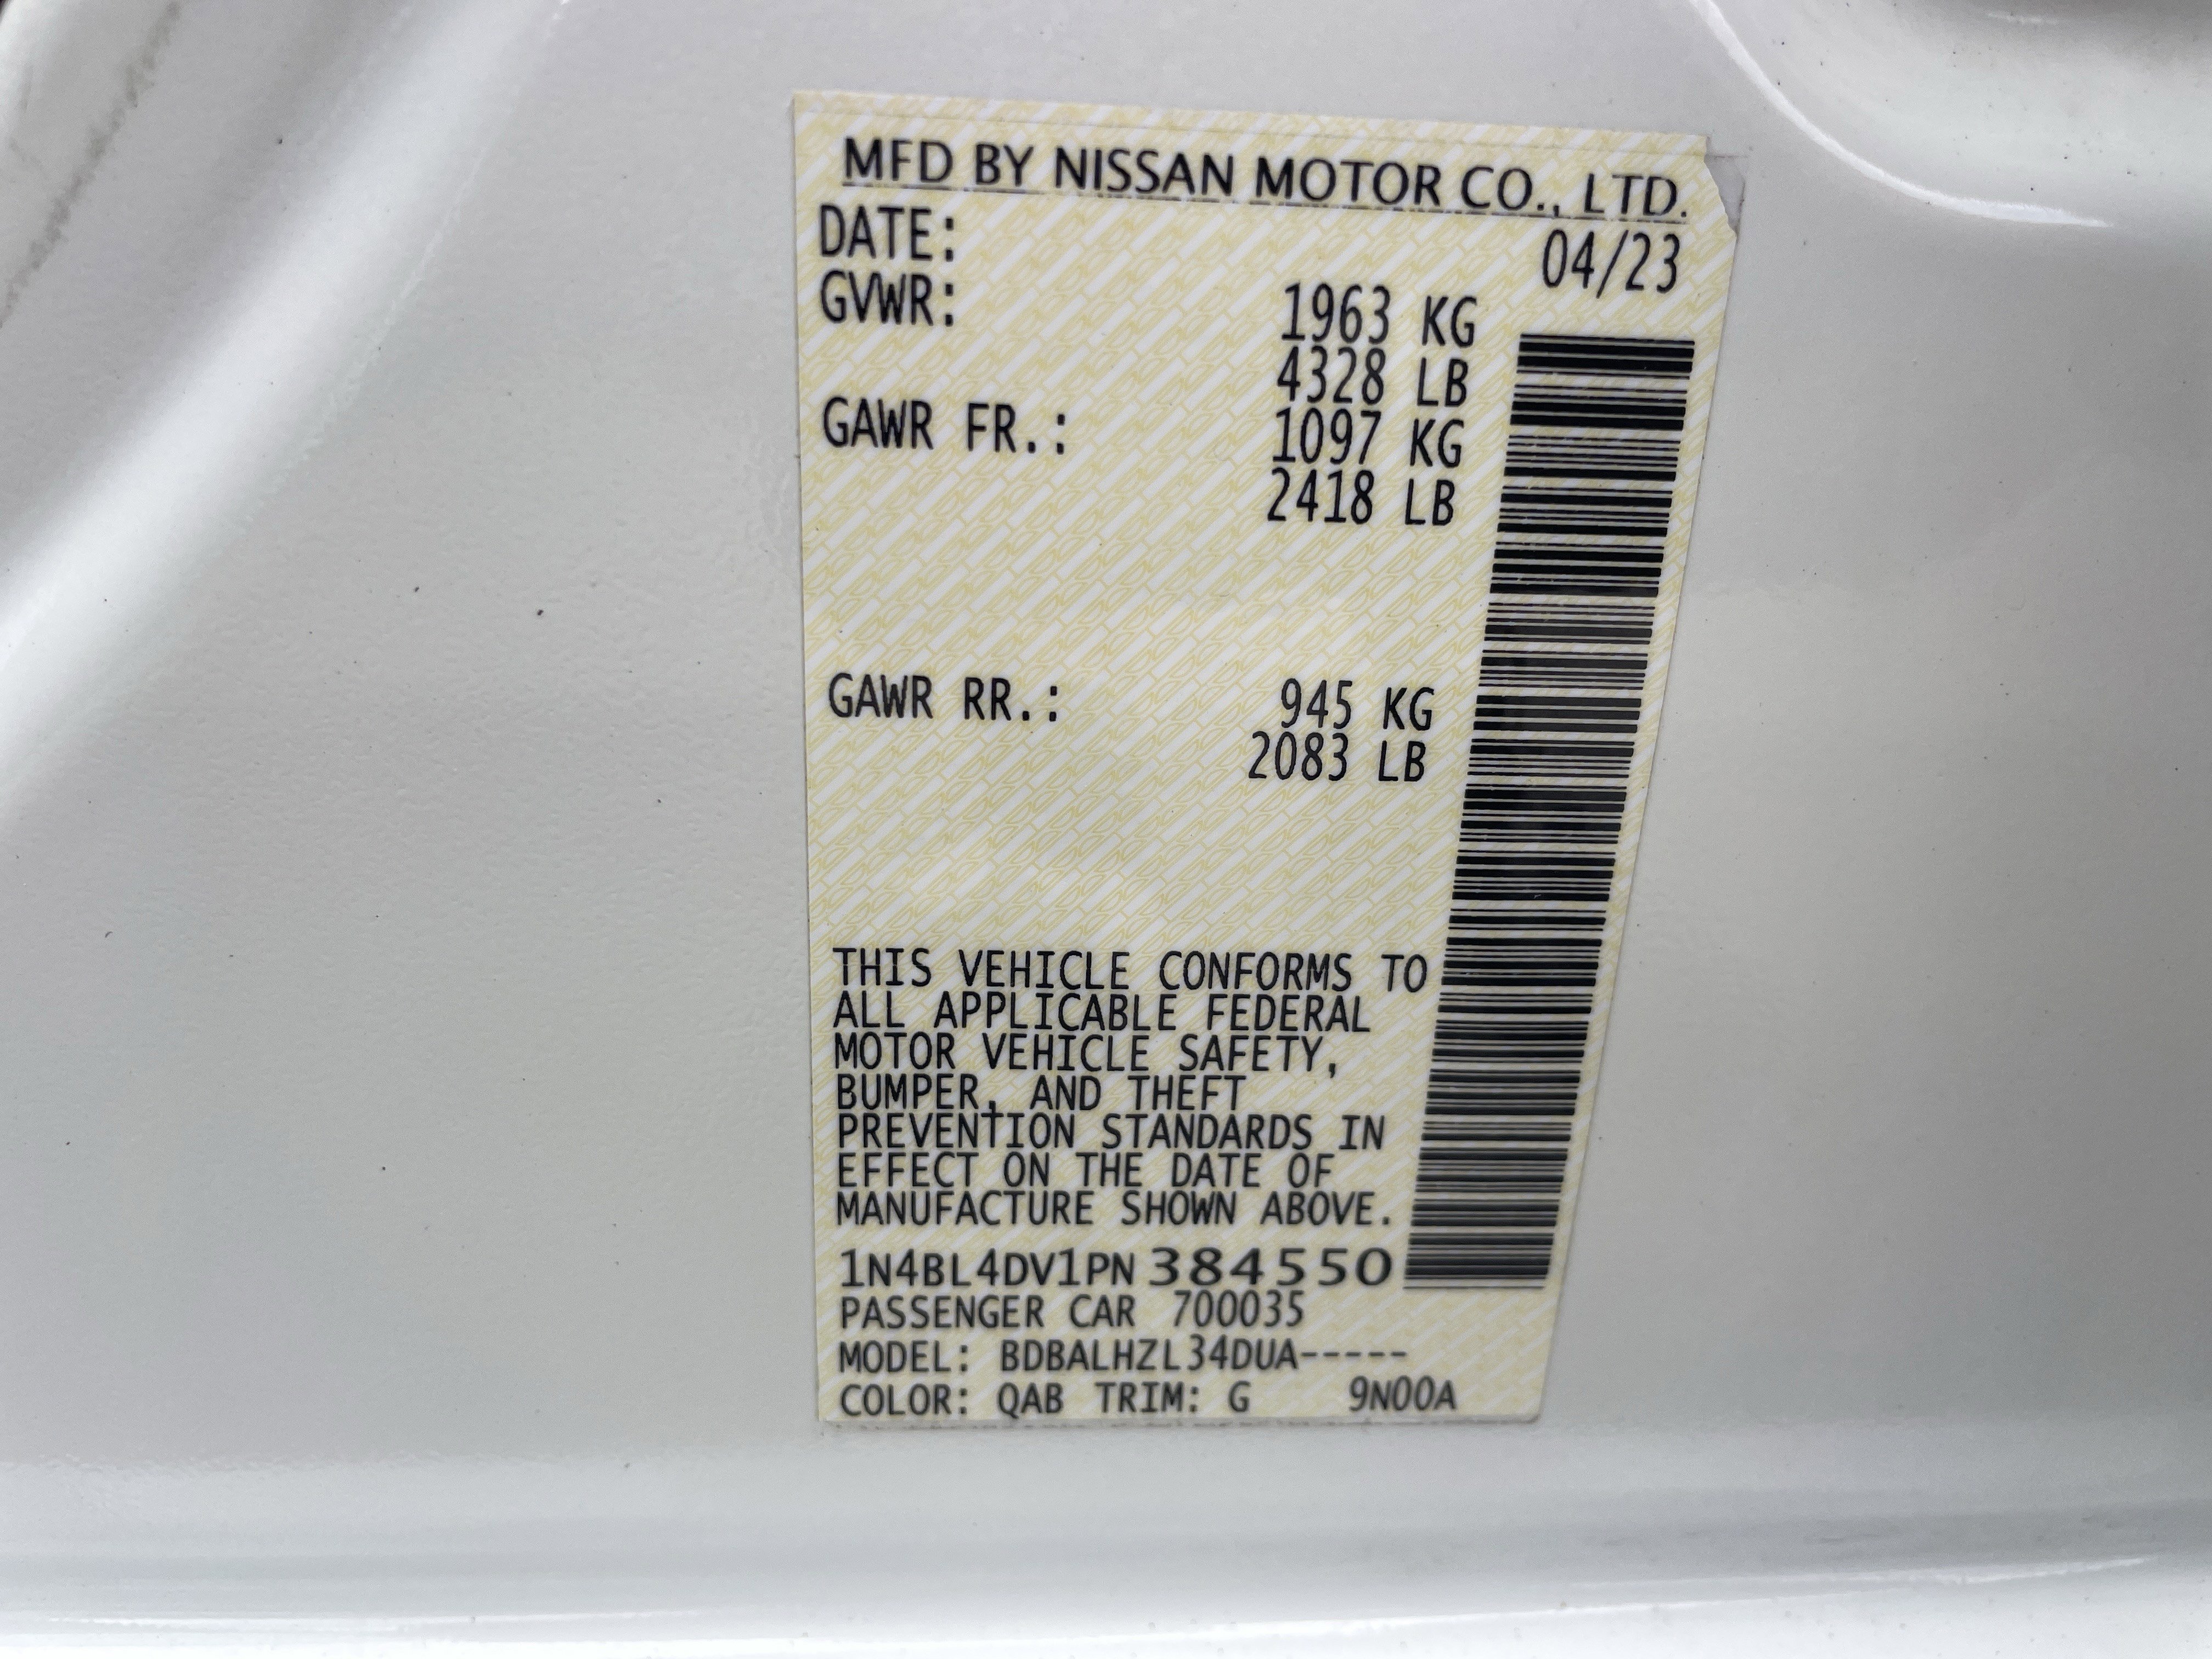 MFD BY NISSAN MOTOR CO., LTD.
DATE: 04/23
GVWR: 1963 KG
4328 LB
GAWR FR.: 1097 KG
2418 LB
GAWR RR.: 945 KG
2083 LB
THIS VEHICLE CONFORMS TO
ALL APPLICABLE FEDERAL
MOTOR VEHICLE SAFETY,
BUMPER, AND THEFT
PREVENTION STANDARDS IN
EFFECT ON THE DATE OF
MANUFACTURE SHOWN ABOVE.
1N4BL4DV1PN384550
PASSENGER CAR 700035
MODEL: BDBALHZL34DUA-----
COLOR: QAB TRIM: G 9N00A